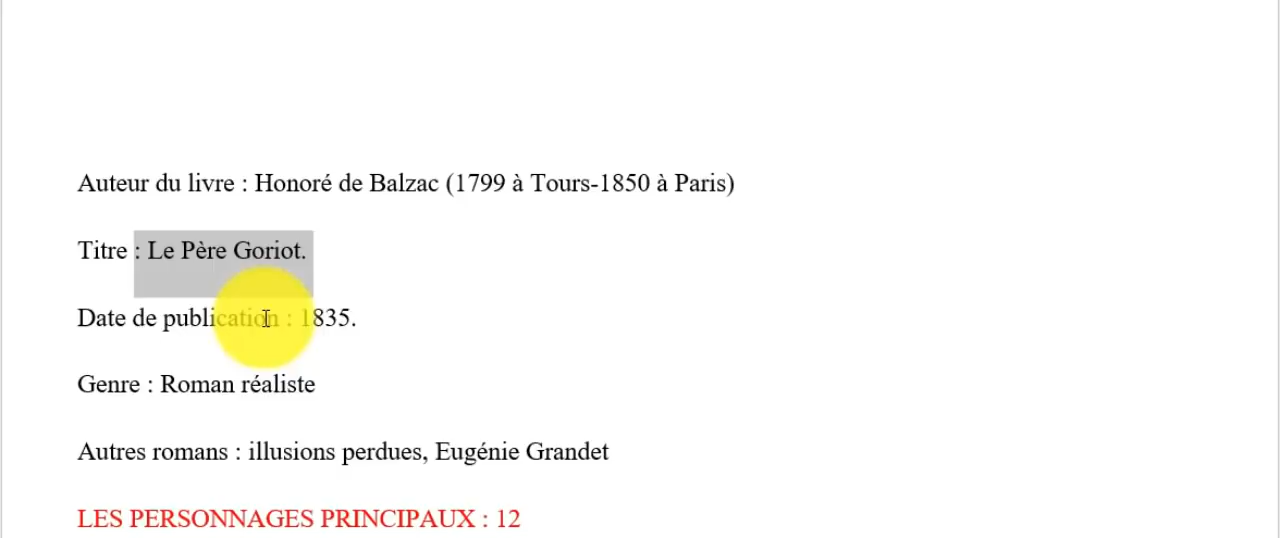 Auteur du livre : Honoré de Balzac (1799 à Tours-1850 à Paris)
Titre : Le Père Goriot.
Date de publication : 1835.
Genre : Roman réaliste
Autres romans : illusions perdues, Eugénie Grandet
LES PERSONNAGES PRINCIPAUX : 12